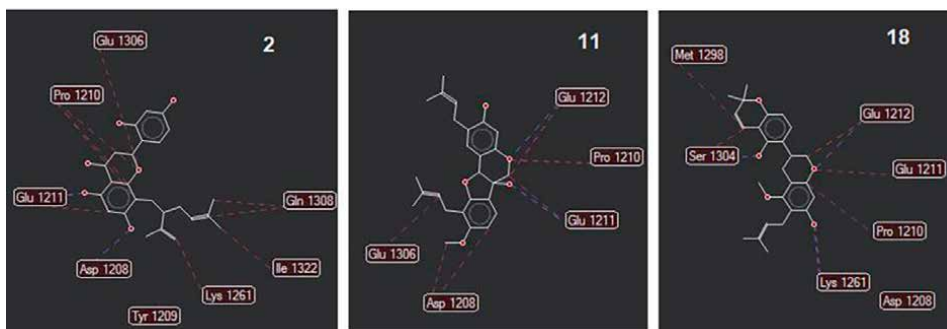 2
Glu 1306
Pro 1210
Glu 1211
Gln 1308
Asp 1208
Ile 1322
Lys 1261
Tyr 1209
11
Glu 1212
Pro 1210
Glu 1211
Glu 1306
Asp 1208
18
Met 1298
Glu 1212
Ser 1304
Glu 1211
Pro 1210
Lys 1261
Asp 1208